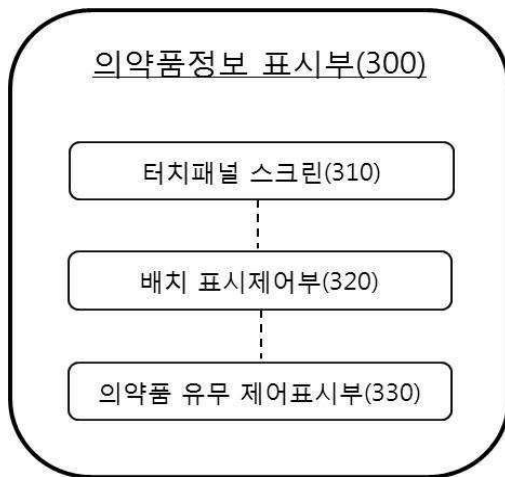 의약품정보 표시부(300)
터치패널 스크린(310)
배치 표시제어부(320)
의약품 유무 제어표시부(330)